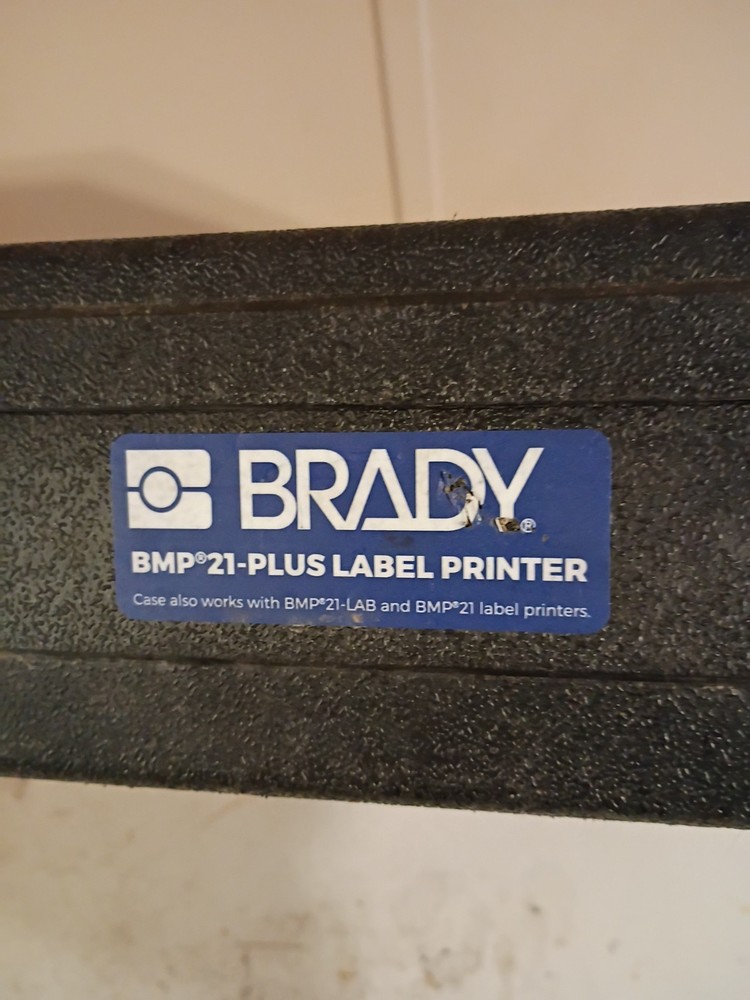 BRADY®
BMP®21-PLUS LABEL PRINTER
Case also works with BMP®21-LAB and BMP®21 label printers.